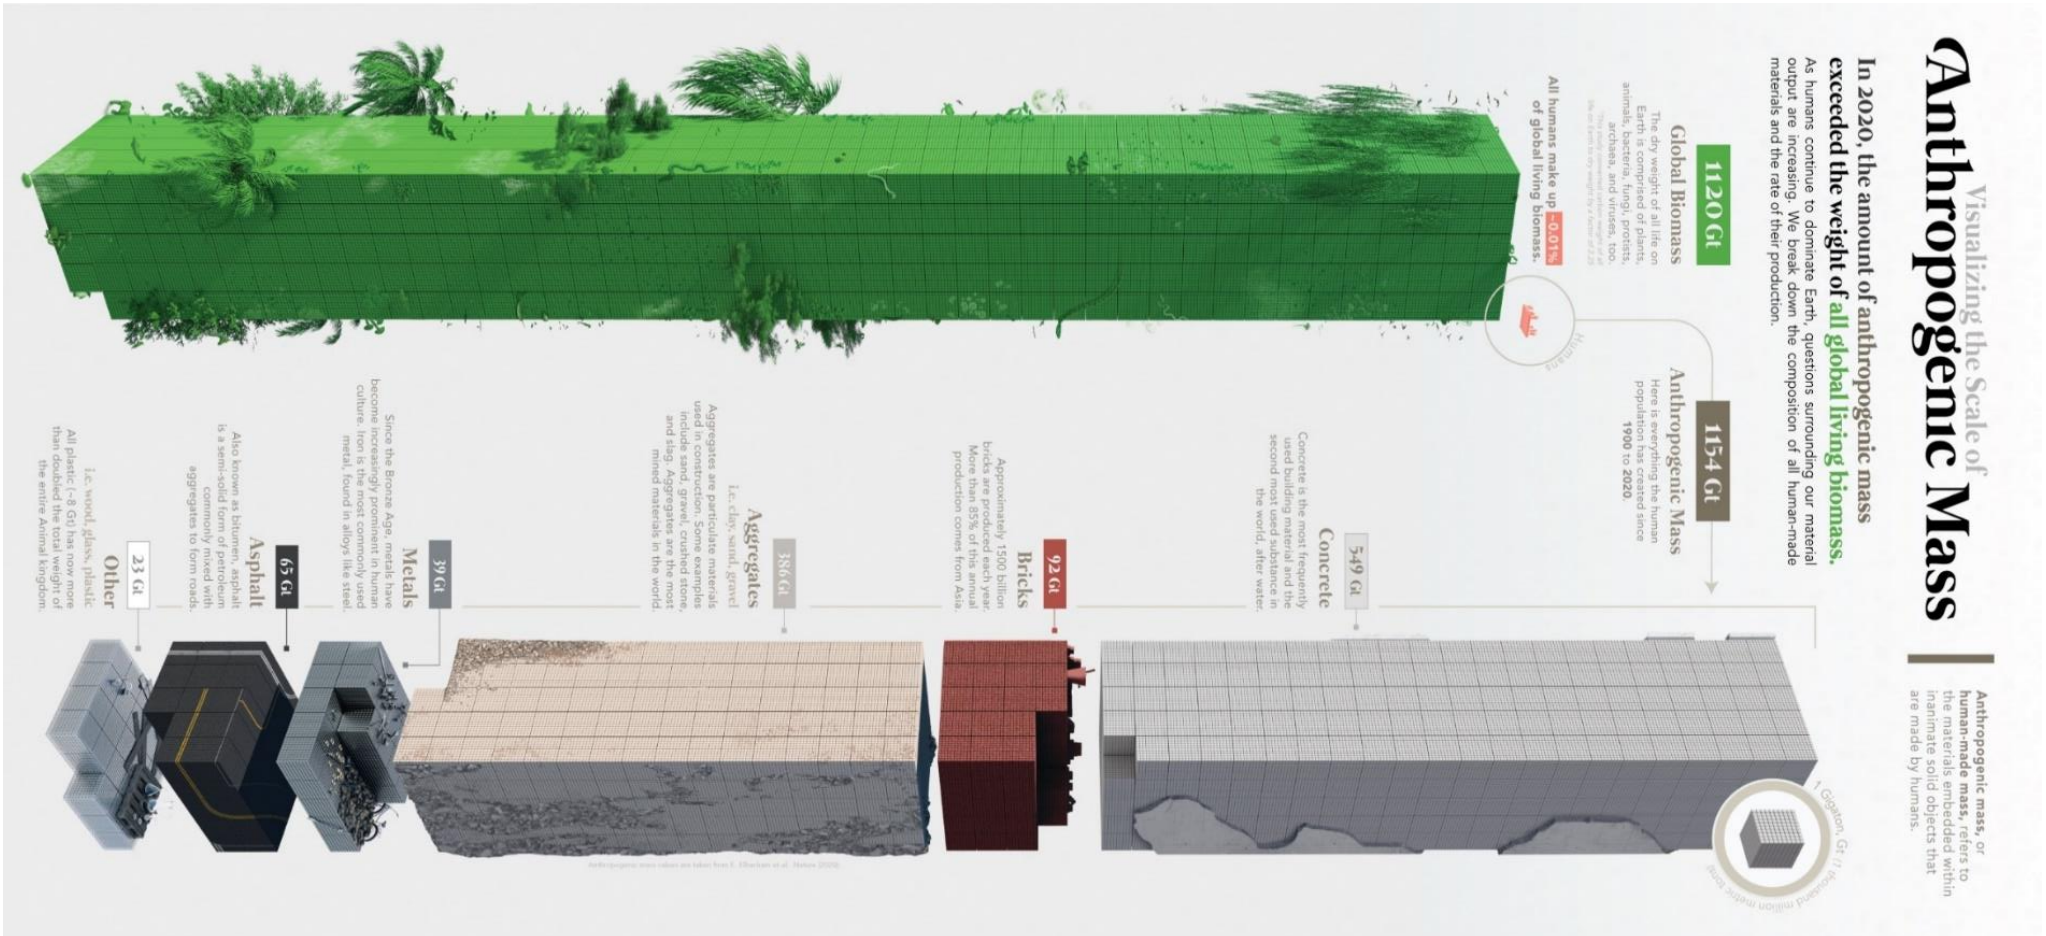 Visualizing the Scale of
Anthropogenic Mass
Anthropogenic mass, or
human-made mass, refers to
the materials embedded within
inanimate solid objects that
are made by humans.
In 2020, the amount of anthropogenic mass
exceeded the weight of all global living biomass.
As humans continue to dominate Earth, questions surrounding our material
output are increasing. We break down the composition of all human-made
materials and the rate of their production.
1120 Gt
Global Biomass
The dry weight of all life on
Earth is comprised of plants,
animals, bacteria, fungi, protists,
archaea, and viruses, too.
All humans make up ~0.01%
of global living biomass.
Humans
1154 Gt
Anthropogenic Mass
Here is everything the human
population has created since
1900 to 2020.
1 Gigaton, Gt (1 thousand million metric tons)
549 Gt
Concrete
Concrete is the most frequently
used building material and the
second most used substance in
the world, after water.
92 Gt
Bricks
Approximately 1500 billion
bricks are produced each year.
More than 85% of this annual
production comes from Asia.
386 Gt
Aggregates
i.e. clay, sand, gravel
Aggregates are particulate materials
used in construction. Some examples
include sand, gravel, crushed stone,
and slag. Aggregates are the most
mined materials in the world.
39 Gt
Metals
Since the Bronze Age, metals have
become increasingly prominent in human
culture. Iron is the most commonly used
metal, found in alloys like steel.
65 Gt
Asphalt
Also known as bitumen, asphalt
is a semi-solid form of petroleum
commonly mixed with
aggregates to form roads.
23 Gt
Other
i.e. wood, glass, plastic
All plastic (~8 Gt) has now more
than doubled the total weight of
the entire Animal kingdom.
Anthropogenic mass values are taken from E. Elhacham et al. Nature (2020)